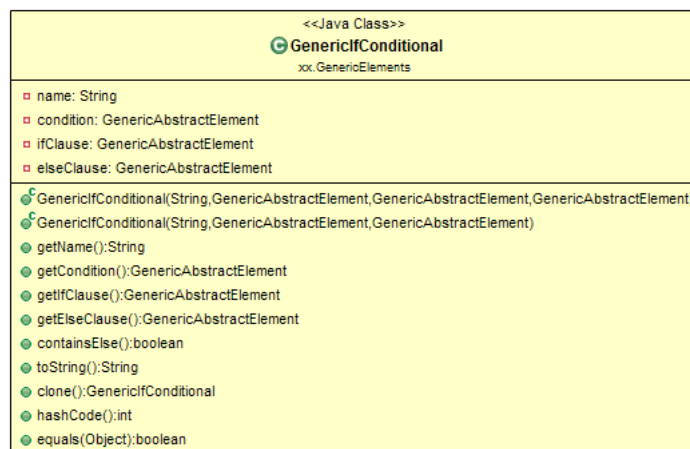 <<Java Class>>
GenericIfConditional
xx.GenericElements
name: String
condition: GenericAbstractElement
ifClause: GenericAbstractElement
elseClause: GenericAbstractElement
GenericIfConditional(String,GenericAbstractElement,GenericAbstractElement,GenericAbstractElement
GenericIfConditional(String,GenericAbstractElement,GenericAbstractElement)
getName():String
getCondition():GenericAbstractElement
getIfClause():GenericAbstractElement
getElseClause():GenericAbstractElement
containsElse():boolean
toString():String
clone():GenericIfConditional
hashCode():int
equals(Object):boolean